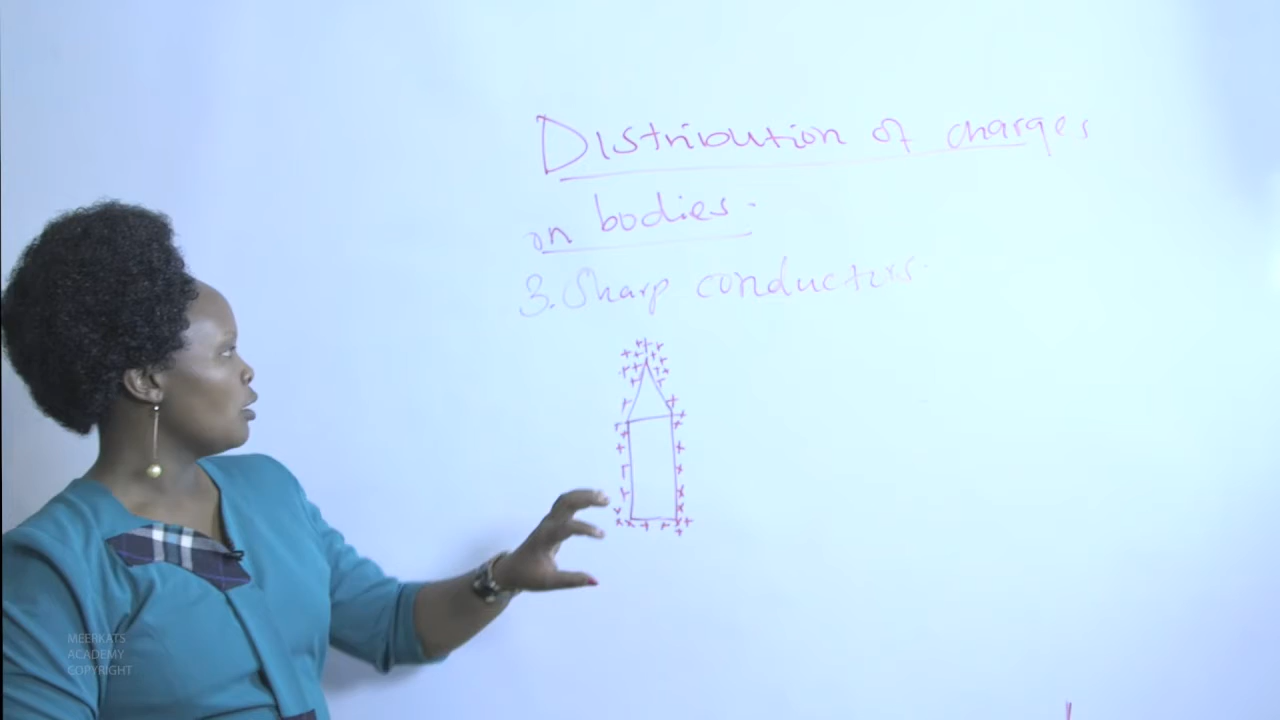 Distribution of charges
on bodies.
3. Sharp conductors.
MEERKATS
ACADEMY
COPYRIGHT